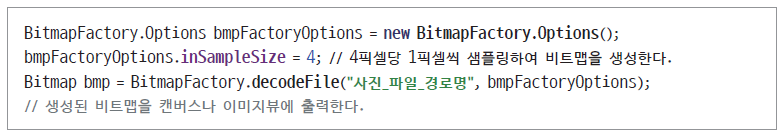 BitmapFactory.Options bmpFactoryOptions = new BitmapFactory.Options();
bmpFactoryOptions.inSampleSize = 4; // 4픽셀당 1픽셀씩 샘플링하여 비트맵을 생성한다.
Bitmap bmp = BitmapFactory.decodeFile("사진_파일_경로명", bmpFactoryOptions);
// 생성된 비트맵을 캔버스나 이미지뷰에 출력한다.